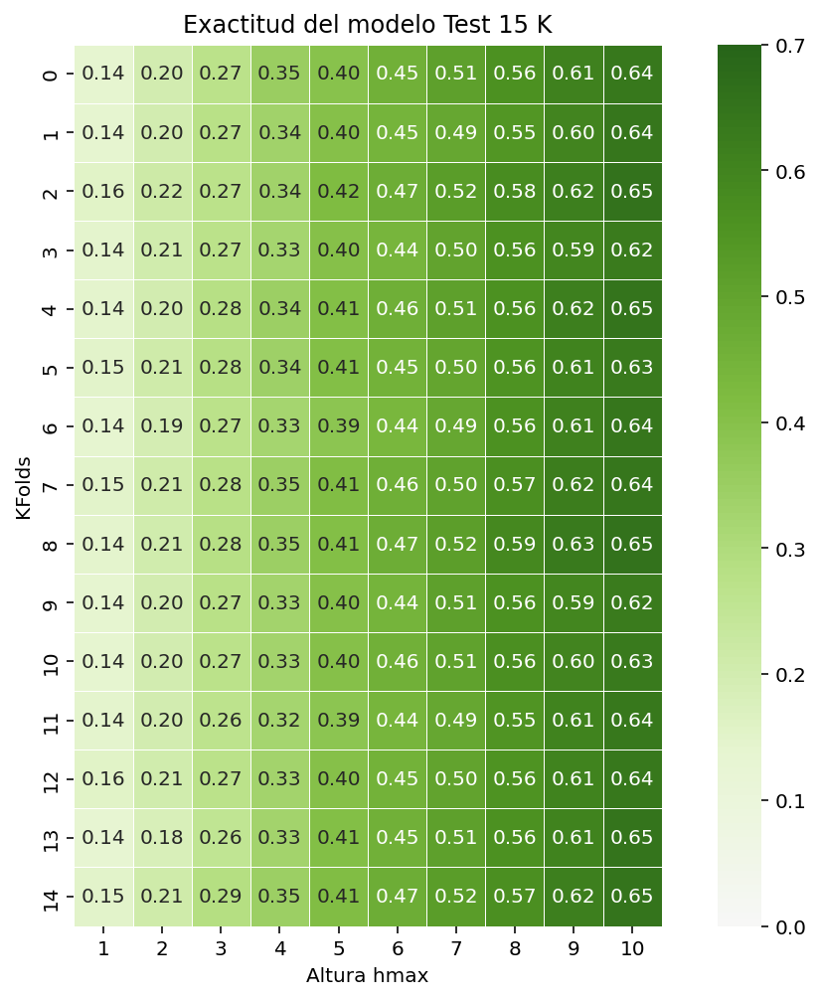 Exactitud del modelo Test 15 K
0 0.14 0.20 0.27 0.35 0.40 0.45 0.51 0.56 0.61 0.64
1 0.14 0.20 0.27 0.34 0.40 0.45 0.49 0.55 0.60 0.64
2 0.16 0.22 0.27 0.34 0.42 0.47 0.52 0.58 0.62 0.65
3 0.14 0.21 0.27 0.33 0.40 0.44 0.50 0.56 0.59 0.62
4 0.14 0.20 0.28 0.34 0.41 0.46 0.51 0.56 0.62 0.65
5 0.15 0.21 0.28 0.34 0.41 0.45 0.50 0.56 0.61 0.63
6 0.14 0.19 0.27 0.33 0.39 0.44 0.49 0.56 0.61 0.64
7 0.15 0.21 0.28 0.35 0.41 0.46 0.50 0.57 0.62 0.64
8 0.14 0.21 0.28 0.35 0.41 0.47 0.52 0.59 0.63 0.65
9 0.14 0.20 0.27 0.33 0.40 0.44 0.51 0.56 0.59 0.62
10 0.14 0.20 0.27 0.33 0.40 0.46 0.51 0.56 0.60 0.63
11 0.14 0.20 0.26 0.32 0.39 0.44 0.49 0.55 0.61 0.64
12 0.16 0.21 0.27 0.33 0.40 0.45 0.50 0.56 0.61 0.64
13 0.14 0.18 0.26 0.33 0.41 0.45 0.51 0.56 0.61 0.65
14 0.15 0.21 0.29 0.35 0.41 0.47 0.52 0.57 0.62 0.65
1 2 3 4 5 6 7 8 9 10
Altura hmax
KFolds
0.7
0.6
0.5
0.4
0.3
0.2
0.1
0.0